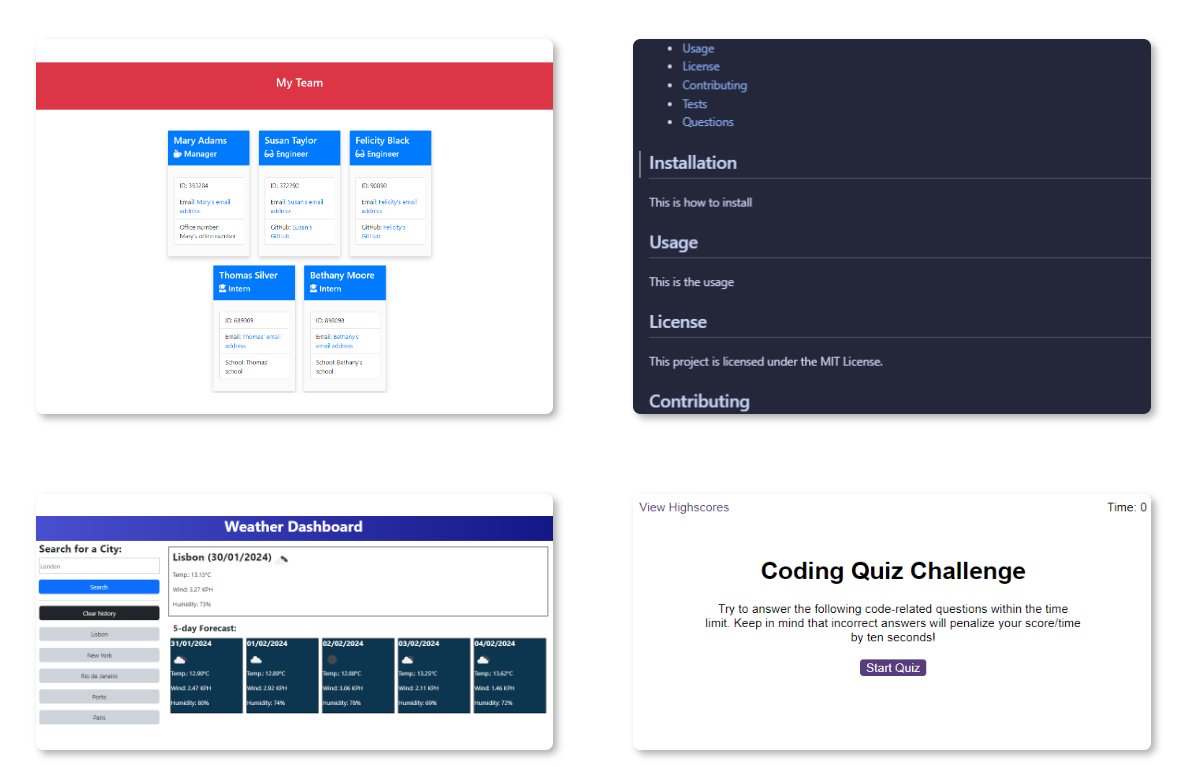 My Team
Mary Adams
Manager
ID: 393284
Email: Mary's email
address
Office number:
Mary's office number
Susan Taylor
Engineer
ID: 372290
Email: Susan's email
address
GitHub: Susan's
GitHub
Felicity Black
Engineer
ID: 90890
Email: Felicity's email
address
GitHub: Felicity's
GitHub
Thomas Silver
Intern
ID: 689909
Email: Thomas' email
address
School: Thomas'
school
Bethany Moore
Intern
ID: 890098
Email: Bethany's
email address
School: Bethany's
school
Usage
License
Contributing
Tests
Questions
Installation
This is how to install
Usage
This is the usage
License
This project is licensed under the MIT License.
Contributing
Weather Dashboard
Search for a City:
London
Search
Clear history
Lisbon
New York
Rio de Janeiro
Porto
Paris
Lisbon (30/01/2024)
Temp.: 13.13°C
Wind: 3.27 KPH
Humidity: 73%
5-day Forecast:
31/01/2024
Temp.: 12.90°C
Wind: 2.47 KPH
Humidity: 80%
01/02/2024
Temp.: 12.89°C
Wind: 2.92 KPH
Humidity: 74%
02/02/2024
Temp.: 12.88°C
Wind: 3.06 KPH
Humidity: 78%
03/02/2024
Temp.: 13.25°C
Wind: 2.11 KPH
Humidity: 69%
04/02/2024
Temp.: 13.62°C
Wind: 1.46 KPH
Humidity: 72%
View Highscores
Time: 0
Coding Quiz Challenge
Try to answer the following code-related questions within the time
limit. Keep in mind that incorrect answers will penalize your score/time
by ten seconds!
Start Quiz